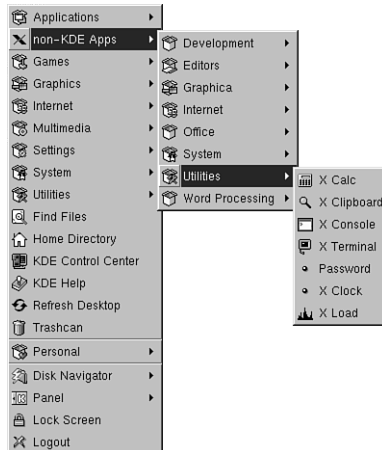 Applications
non-KDE Apps
Games
Graphics
Internet
Multimedia
Settings
System
Utilities
Find Files
Home Directory
KDE Control Center
KDE Help
Refresh Desktop
Trashcan
Personal
Disk Navigator
Panel
Lock Screen
Logout
Development
Editors
Graphica
Internet
Office
System
Utilities
Word Processing
X Calc
X Clipboard
X Console
X Terminal
Password
X Clock
X Load